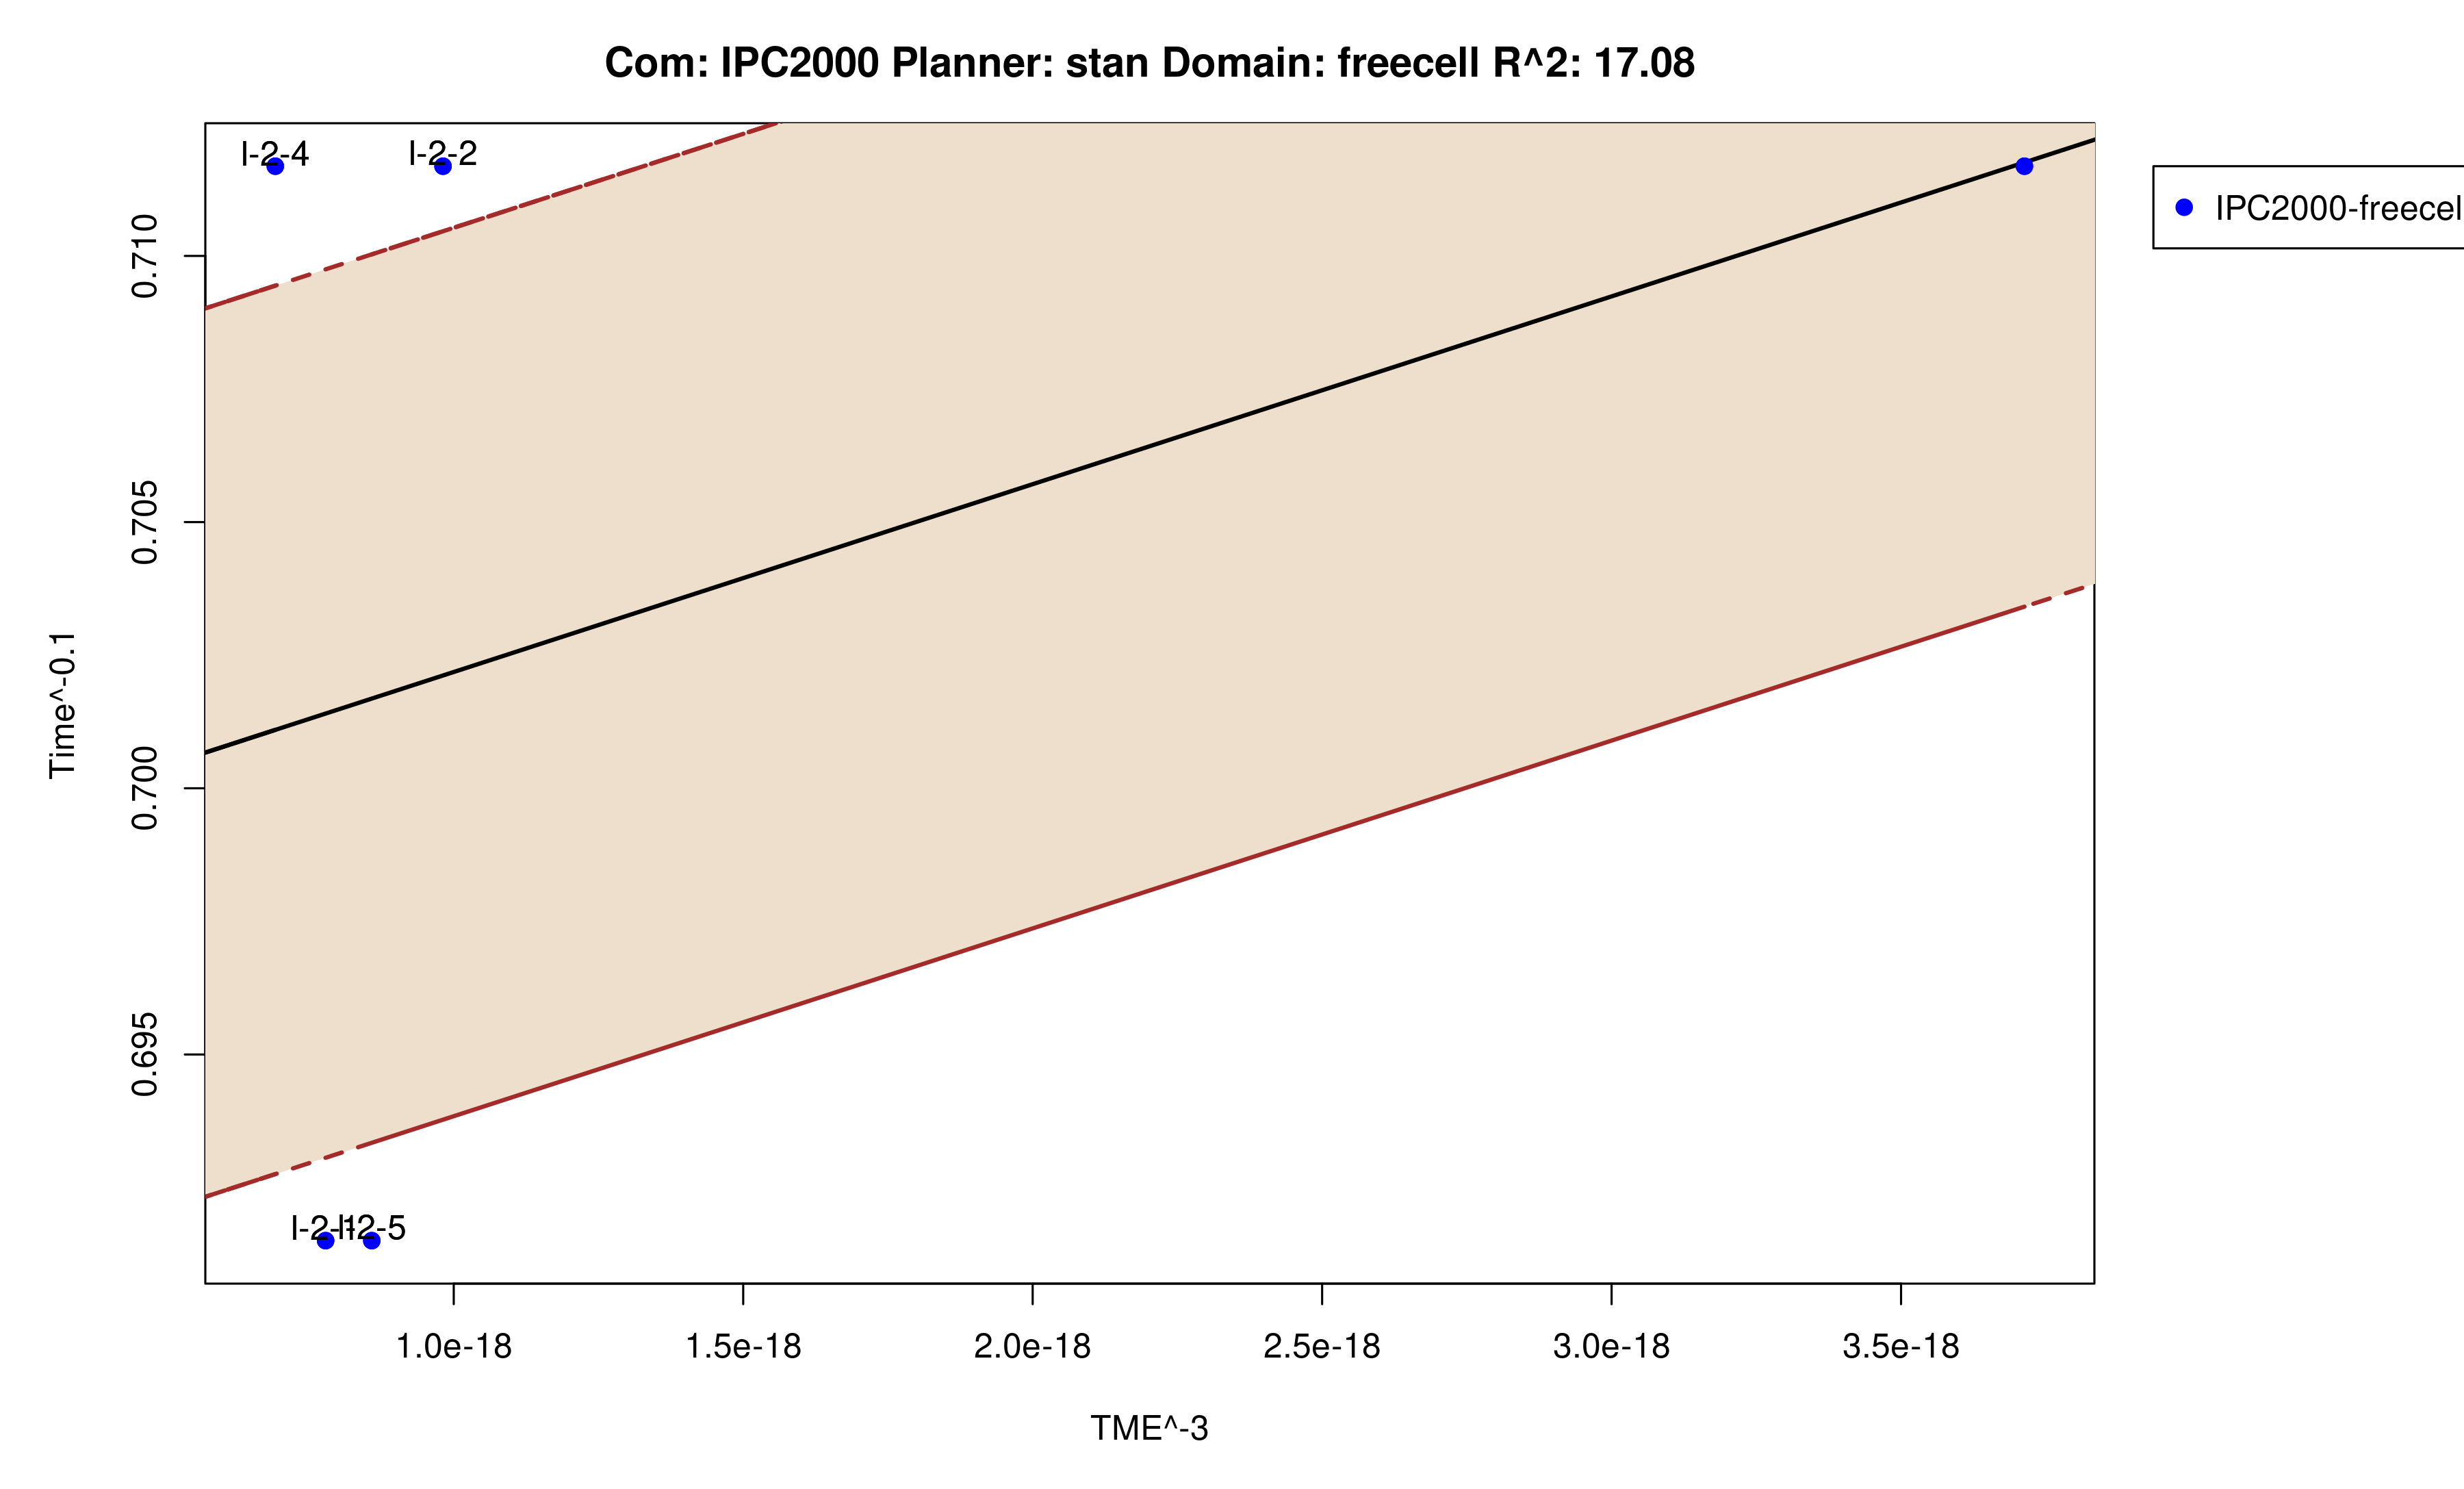 Com: IPC2000 Planner: stan Domain: freecell R^2: 17.08
I-2-4
I-2-2
IPC2000-freecel
0.710
0.705
0.700
0.695
Time^-0.1
I-2-1
I-2-5
1.0e-18
1.5e-18
2.0e-18
2.5e-18
3.0e-18
3.5e-18
TME^-3